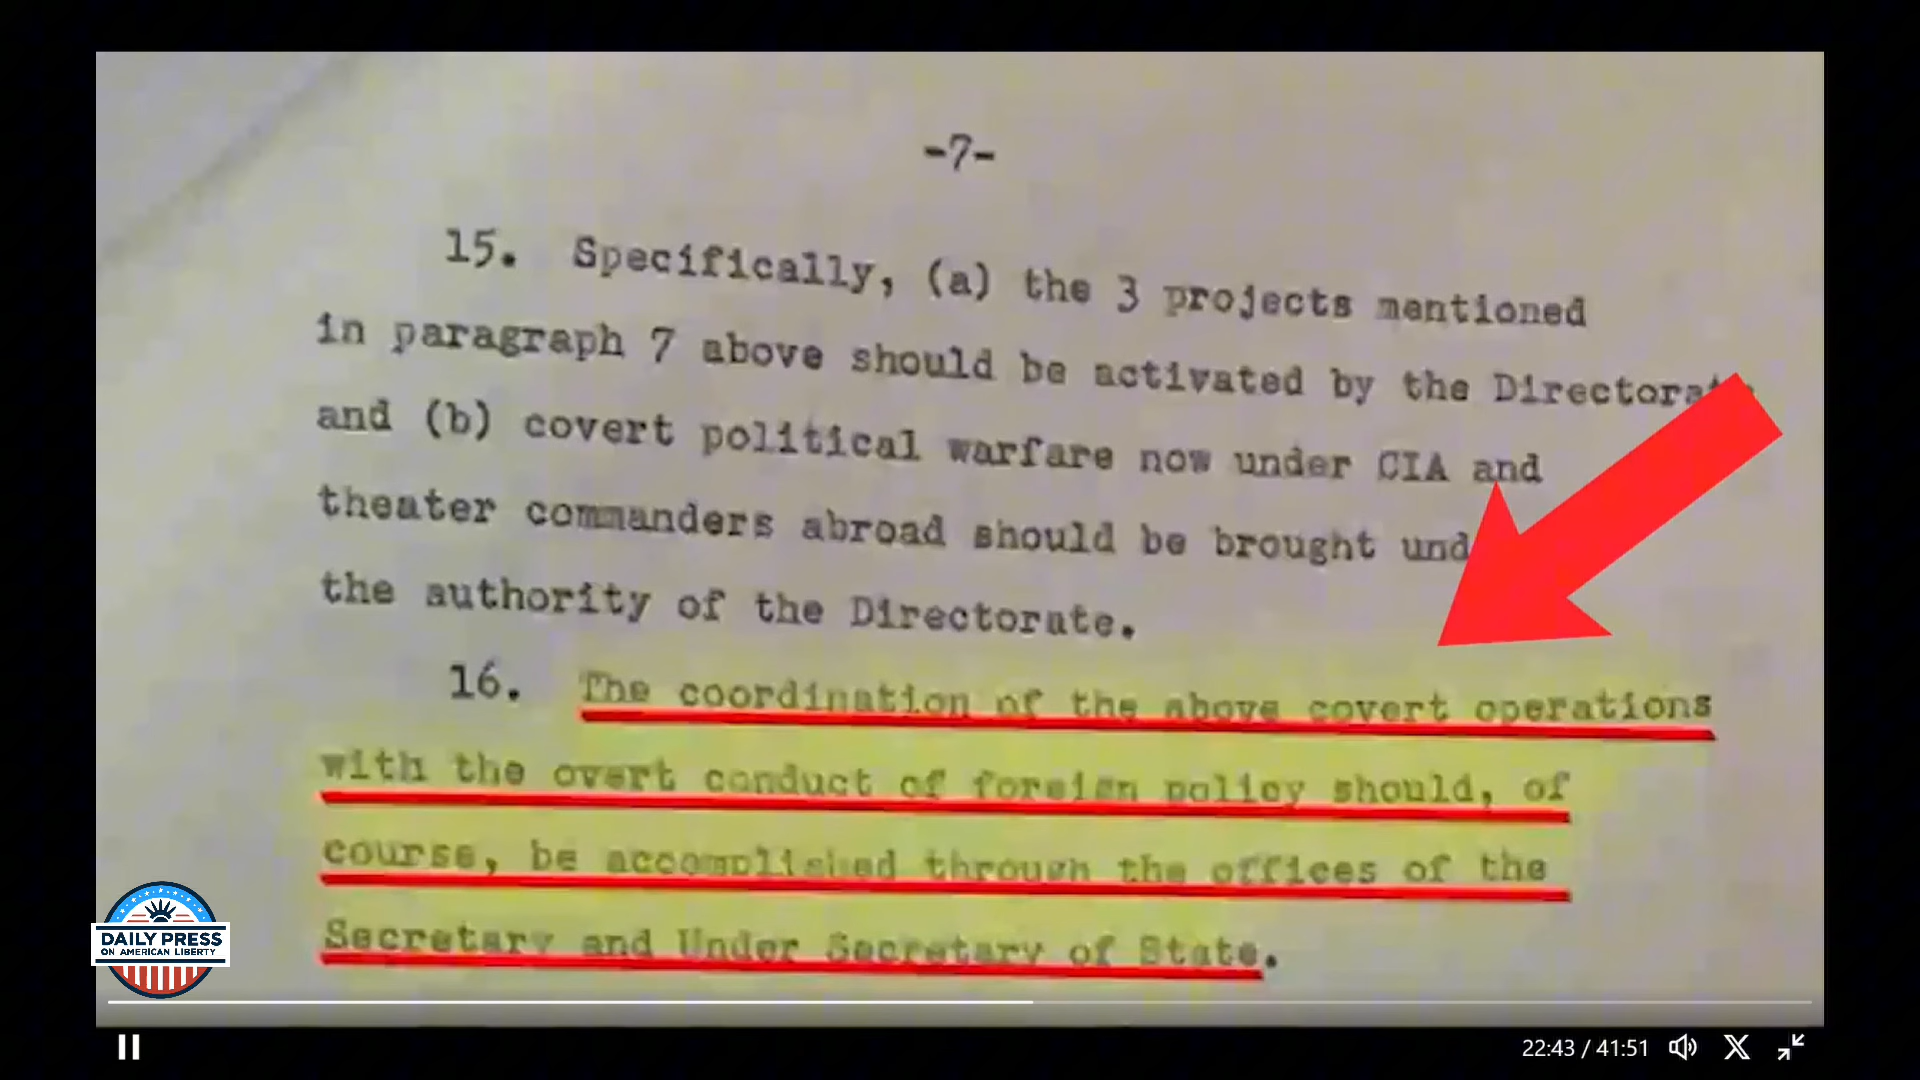 -7-
15. Specifically, (a) the 3 projects mentioned
in paragraph 7 above should be activated by the
and (b) covert political warfare now under CIA and
theater commanders abroad should be brought
the authority of the Directorate.
16. The coordination of the above covert operations
with the overt conduct of foreign policy should, of
course, be accomplished through the offices of the
Secretary and Under Secretary of State.
DAILY PRESS
ON AMERICAN LIBERTY
22:43 / 41:51